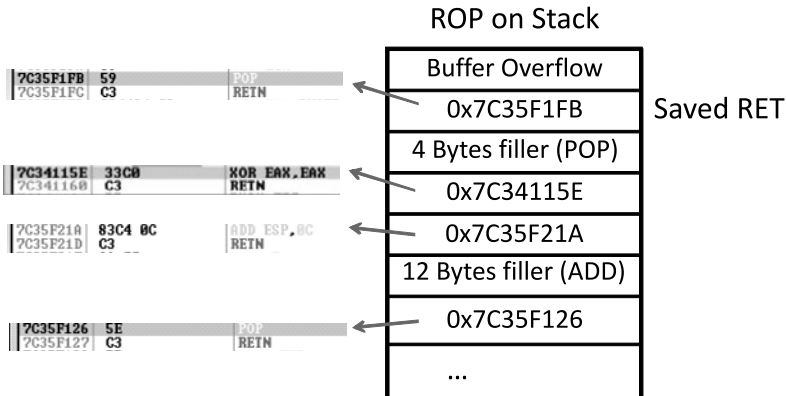 ROP on Stack
Buffer Overflow
7C35F1FB 59 POP
7C35F1FC C3 RETN
0x7C35F1FB
Saved RET
4 Bytes filler (POP)
7C34115E 33C0 XOR EAX,EAX
7C341160 C3 RETN
0x7C34115E
7C35F21A 83C4 0C ADD ESP,0C
7C35F21D C3 RETN
0x7C35F21A
12 Bytes filler (ADD)
7C35F126 5E POP
7C35F127 C3 RETN
0x7C35F126
...